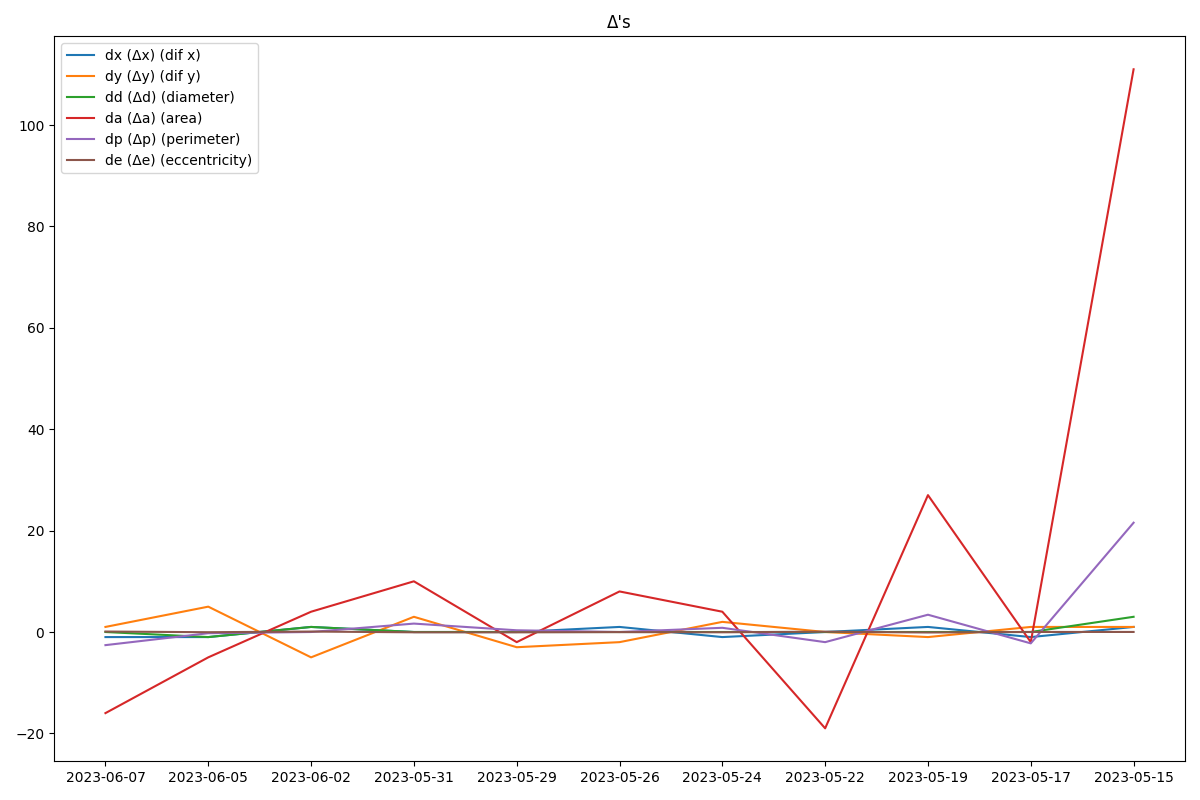 Δ's
dx (Δx) (dif x)
dy (Δy) (dif y)
dd (Δd) (diameter)
da (Δa) (area)
dp (Δp) (perimeter)
de (Δe) (eccentricity)
100
80
60
40
20
0
−20
2023-06-07 2023-06-05 2023-06-02 2023-05-31 2023-05-29 2023-05-26 2023-05-24 2023-05-22 2023-05-19 2023-05-17 2023-05-15